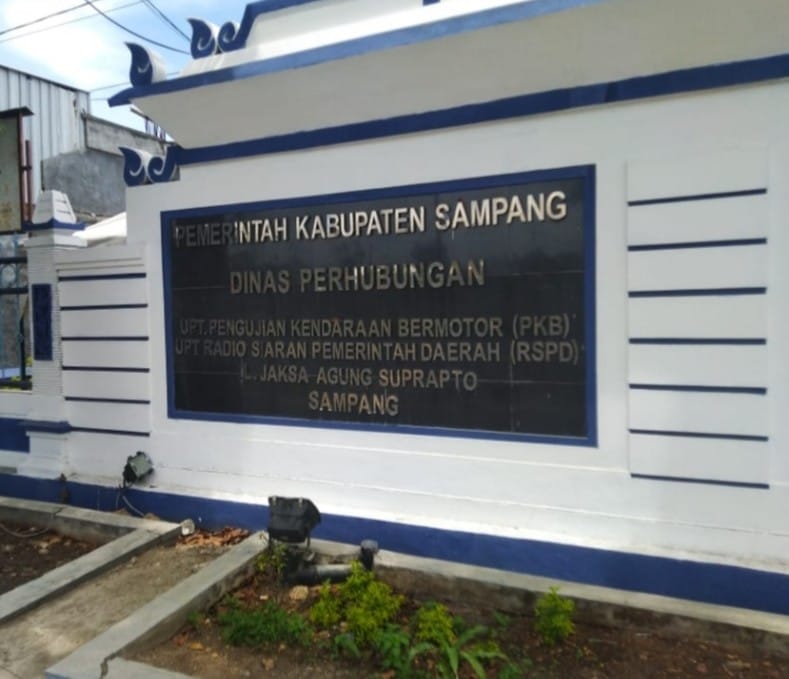 PEMERINTAH KABUPATEN SAMPANG
DINAS PERHUBUNGAN
UPT. PENGUJIAN KENDARAAN BERMOTOR (PKB)
UPT RADIO SIARAN PEMERINTAH DAERAH (RSPD)
JL. JAKSA AGUNG SUPRAPTO
SAMPANG